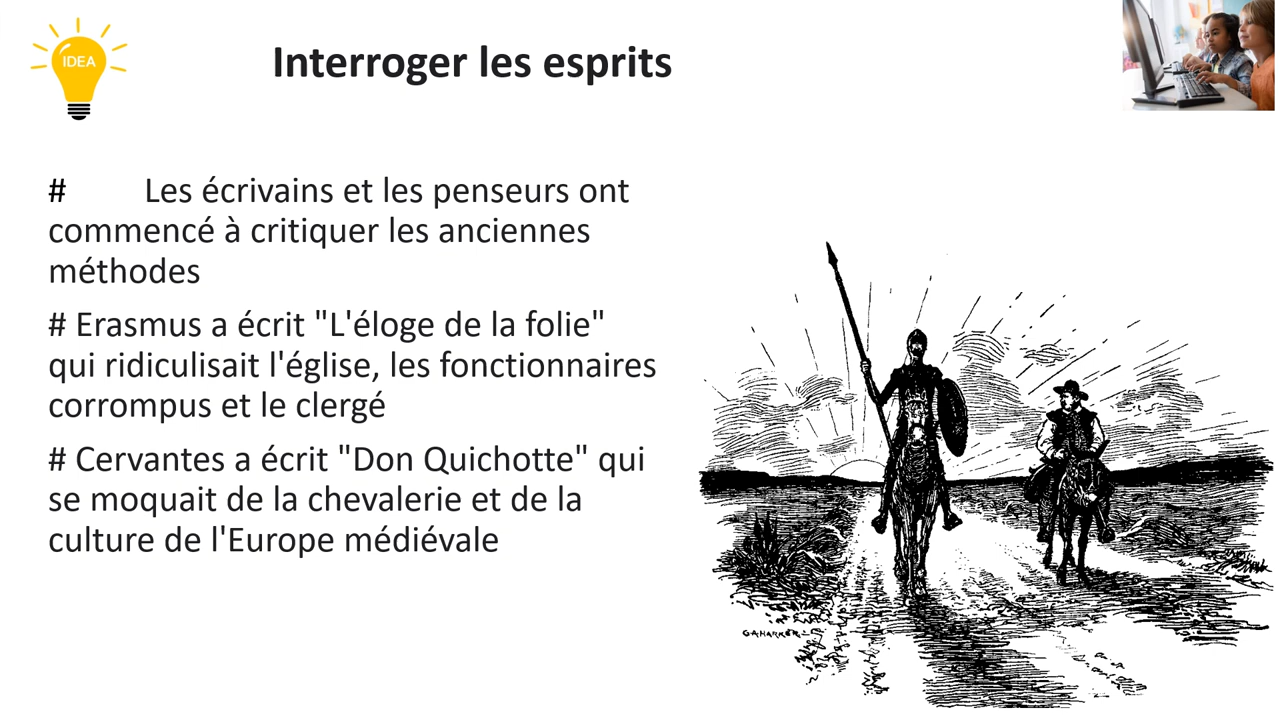 IDEA
Interroger les esprits
# Les écrivains et les penseurs ont
commencé à critiquer les anciennes
méthodes
# Erasmus a écrit "L'éloge de la folie"
qui ridiculisait l'église, les fonctionnaires
corrompus et le clergé
# Cervantes a écrit "Don Quichotte" qui
se moquait de la chevalerie et de la
culture de l'Europe médiévale
G.A.HARKER